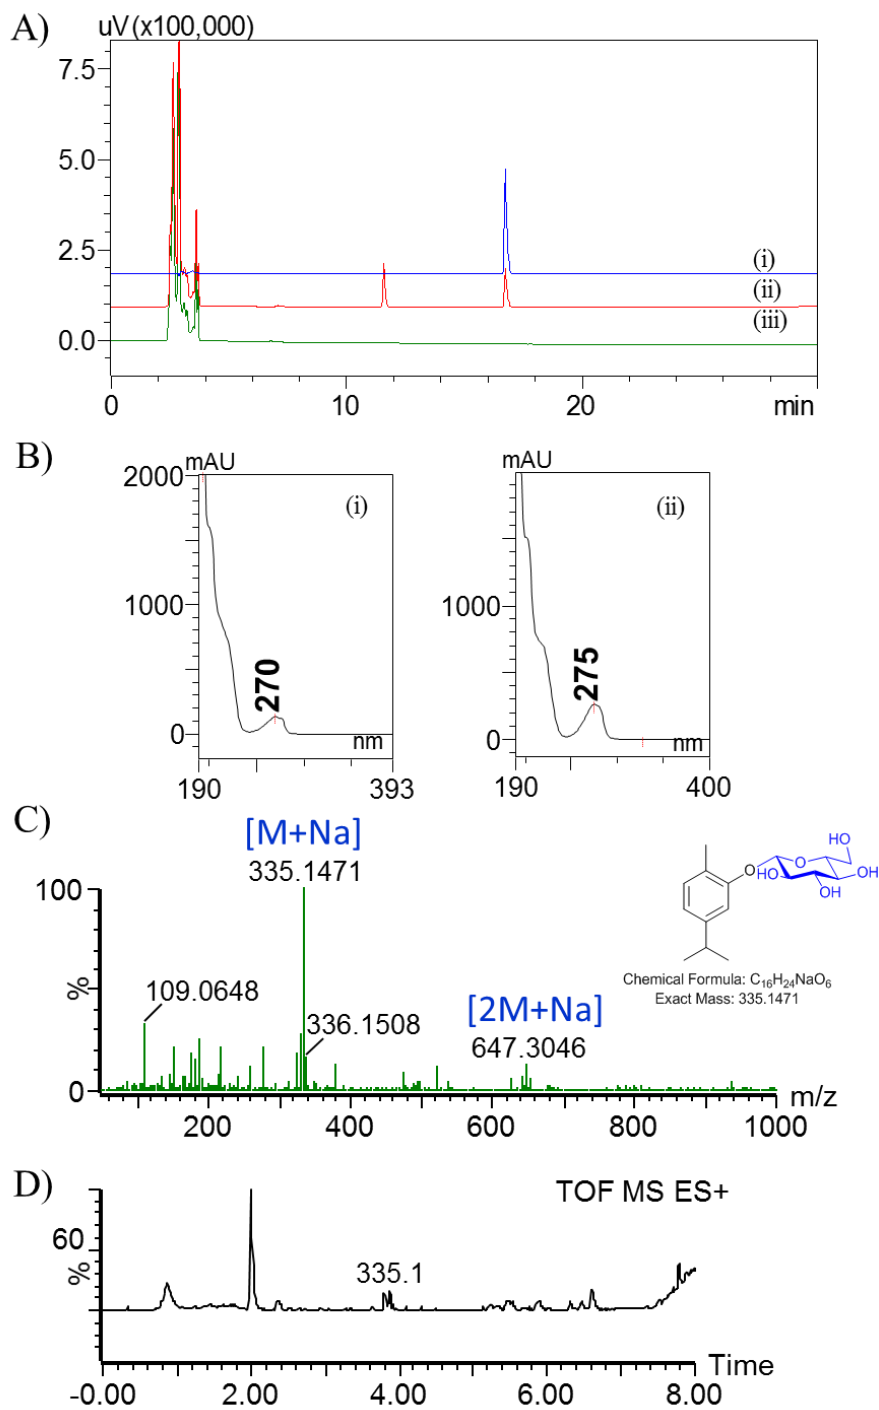 A)
uV(x100,000)
7.5
5.0
2.5
0.0
(i)
(ii)
(iii)
0
10
20
min
B)
mAU
2000
1000
0
(i)
270
nm
190
393
mAU
1000
0
(ii)
275
nm
190
400
C)
[M+Na]
335.1471
100
%
0
109.0648
336.1508
[2M+Na]
647.3046
200
400
600
800
1000
m/z
O
O
HO
HO
HO
OH
OH
Chemical Formula: C₁₆H₂₄NaO₆
Exact Mass: 335.1471
D)
TOF MS ES+
60
%
335.1
Time
-0.00
2.00
4.00
6.00
8.00